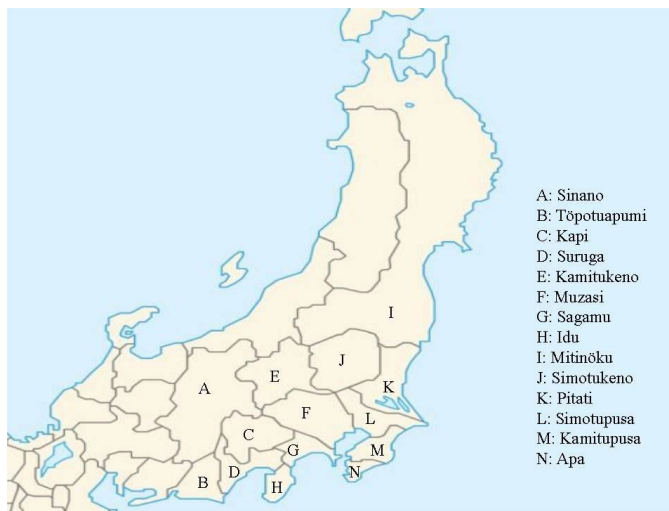 A: Sinano
B: Töpotuapumi
C: Kapi
D: Suruga
E: Kamitukeno
F: Muzasi
G: Sagamu
H: Idu
I: Mitinöku
J: Simotukeno
K: Pitati
L: Simotupusa
M: Kamitupusa
N: Apa
I
J
E
A
K
F
L
C
G
M
D
N
B
H